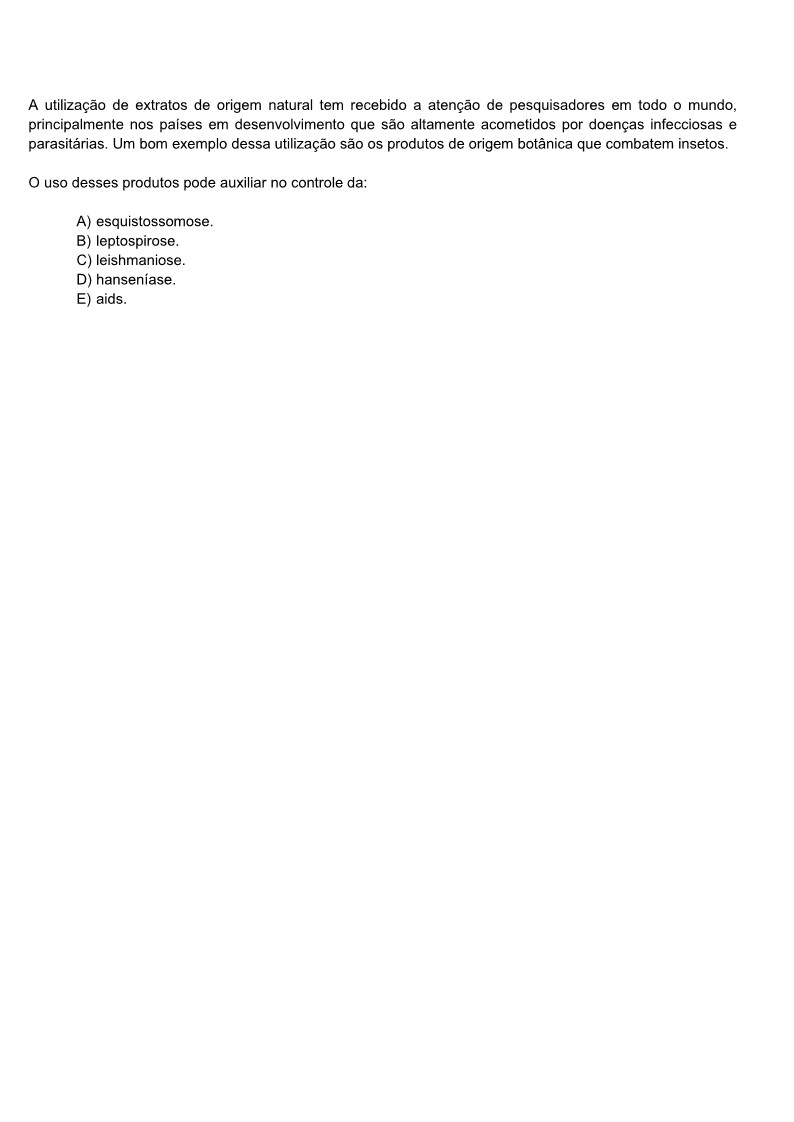 A utilização de extratos de origem natural tem recebido a atenção de pesquisadores em todo o mundo,
principalmente nos países em desenvolvimento que são altamente acometidos por doenças infecciosas e
parasitárias. Um bom exemplo dessa utilização são os produtos de origem botânica que combatem insetos.
O uso desses produtos pode auxiliar no controle da:
A) esquistossomose.
B) leptospirose.
C) leishmaniose.
D) hanseníase.
E) aids.